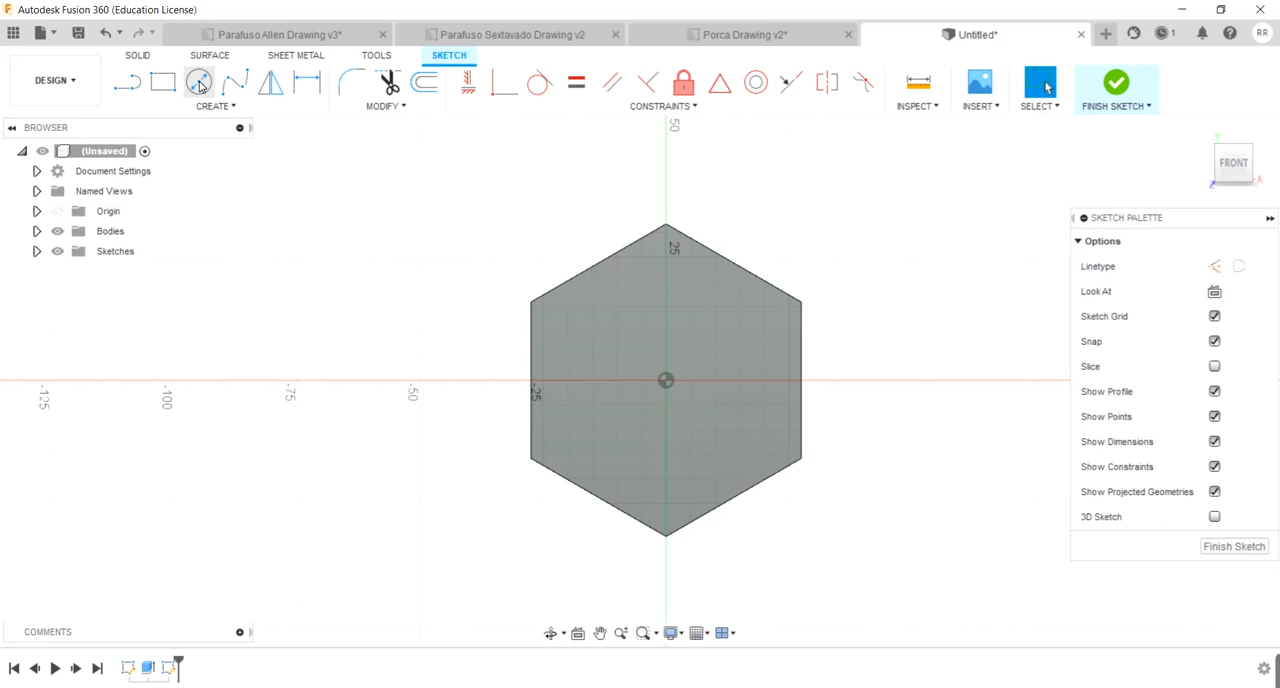 Autodesk Fusion 360 (Education License)
Parafuso Allen Drawing v3*
Parafuso Sextavado Drawing v2
Porca Drawing v2*
Untitled*
1
RR
SOLID
SURFACE
SHEET METAL
TOOLS
SKETCH
DESIGN
CREATE
MODIFY
CONSTRAINTS
INSPECT
INSERT
SELECT
FINISH SKETCH
BROWSER
(Unsaved)
Document Settings
Named Views
Origin
Bodies
Sketches
50
25
-125
-100
-75
-50
-25
Y
FRONT
X
Z
SKETCH PALETTE
Options
Linetype
Look At
Sketch Grid
Snap
Slice
Show Profile
Show Points
Show Dimensions
Show Constraints
Show Projected Geometries
3D Sketch
Finish Sketch
COMMENTS